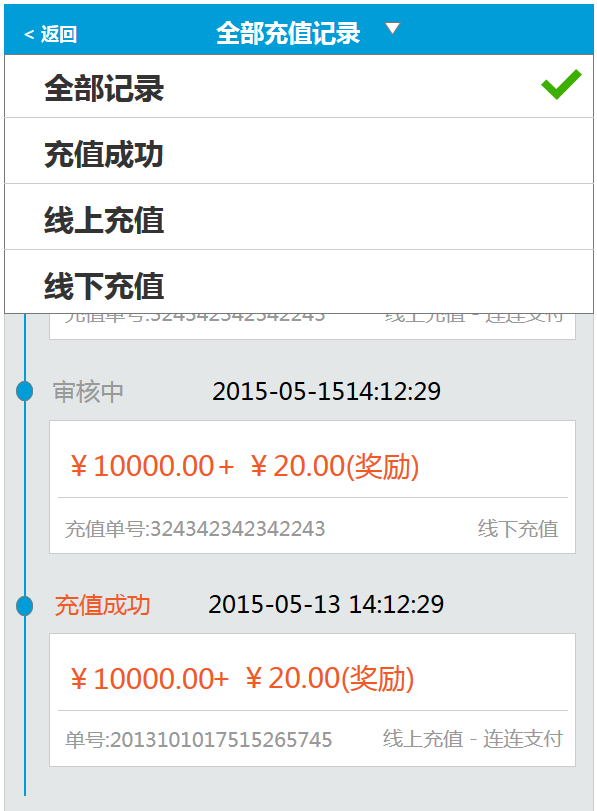 < 返回 全部充值记录
全部记录
充值成功
线上充值
线下充值
充值单号:324342342342243 线上充值 - 连连支付
审核中 2015-05-1514:12:29
￥10000.00+ ￥20.00(奖励)
充值单号:324342342342243 线下充值
充值成功 2015-05-13 14:12:29
￥10000.00+ ￥20.00(奖励)
单号:2013101017515265745 线上充值 - 连连支付